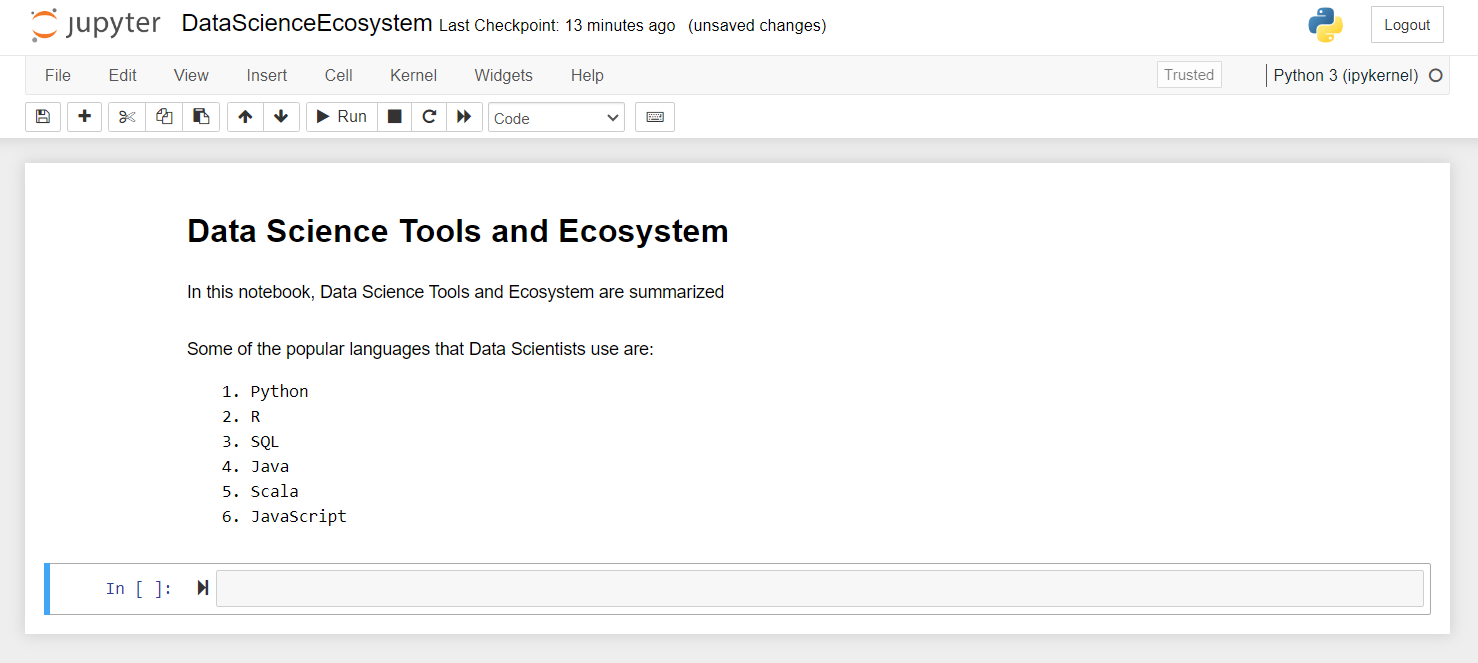 jupyter DataScienceEcosystem Last Checkpoint: 13 minutes ago (unsaved changes) Logout
File Edit View Insert Cell Kernel Widgets Help Trusted Python 3 (ipykernel)
Run Code
Data Science Tools and Ecosystem
In this notebook, Data Science Tools and Ecosystem are summarized
Some of the popular languages that Data Scientists use are:
1. Python
2. R
3. SQL
4. Java
5. Scala
6. JavaScript
In [ ]: